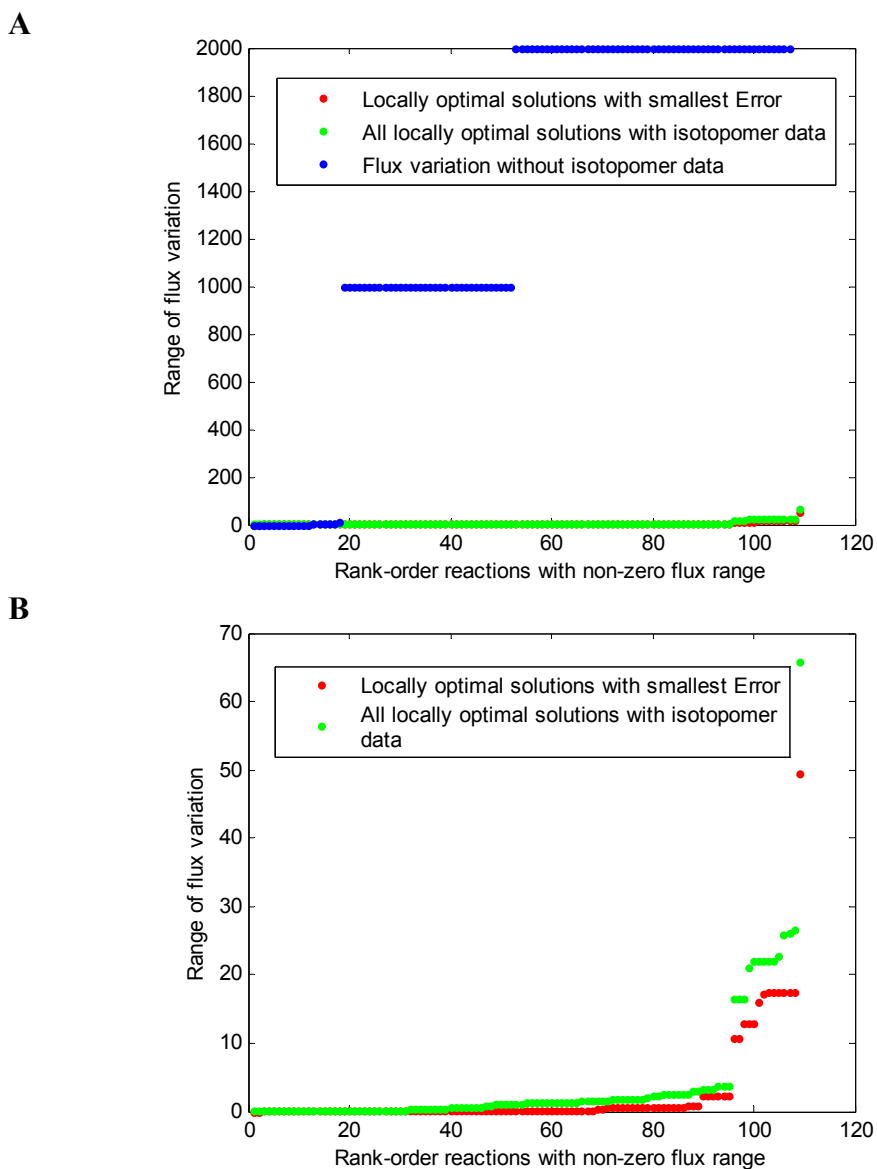 A
2000
1800
1600
1400
1200
1000
800
600
400
200
0
Range of flux variation
Locally optimal solutions with smallest Error
All locally optimal solutions with isotopomer data
Flux variation without isotopomer data
0 20 40 60 80 100 120
Rank-order reactions with non-zero flux range
B
70
60
50
40
30
20
10
0
Range of flux variation
Locally optimal solutions with smallest Error
All locally optimal solutions with isotopomer
data
0 20 40 60 80 100 120
Rank-order reactions with non-zero flux range